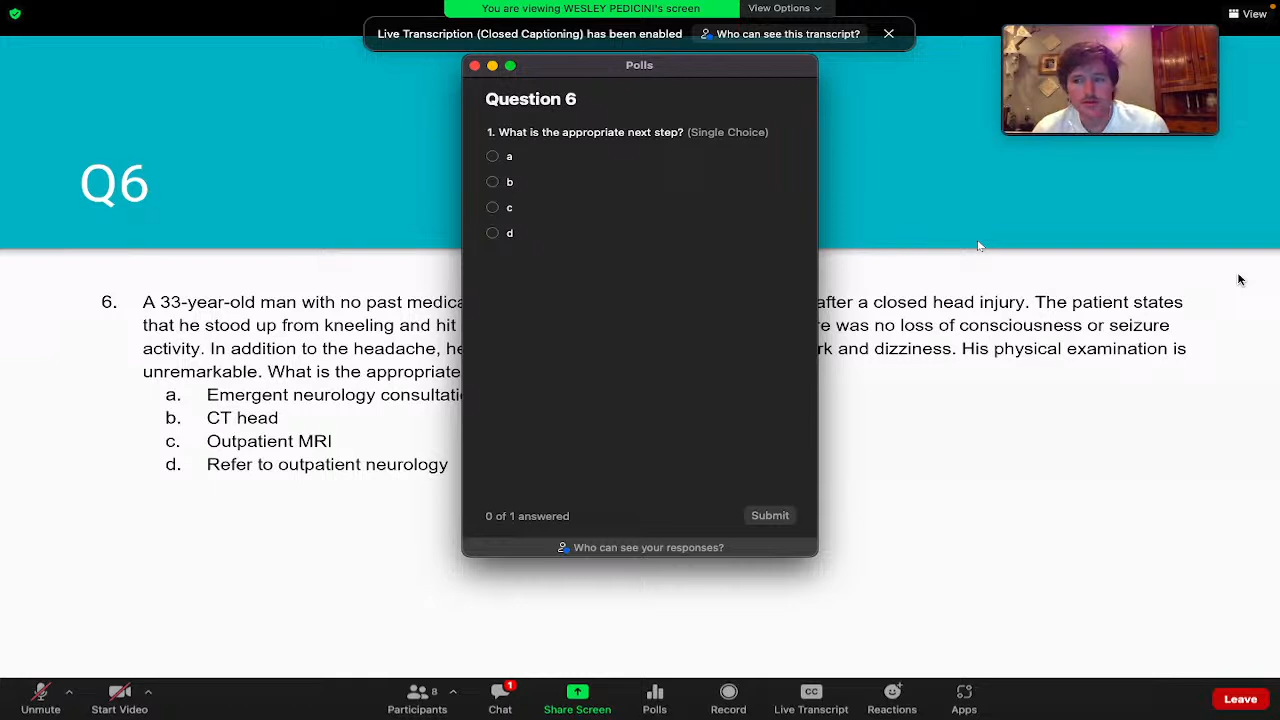 You are viewing WESLEY PEDICINI's screen
View Options
View
Live Transcription (Closed Captioning) has been enabled
Who can see this transcript?
Polls
Question 6
1. What is the appropriate next step? (Single Choice)
a
b
c
d
0 of 1 answered
Submit
Who can see your responses?
Q6
6. A 33-year-old man with no past medica after a closed head injury. The patient states
that he stood up from kneeling and hit re was no loss of consciousness or seizure
activity. In addition to the headache, he rk and dizziness. His physical examination is
unremarkable. What is the appropriate
a. Emergent neurology consultati
b. CT head
c. Outpatient MRI
d. Refer to outpatient neurology
Unmute
Start Video
Participants
8
Chat
1
Share Screen
Polls
Record
CC
Live Transcript
Reactions
Apps
Leave